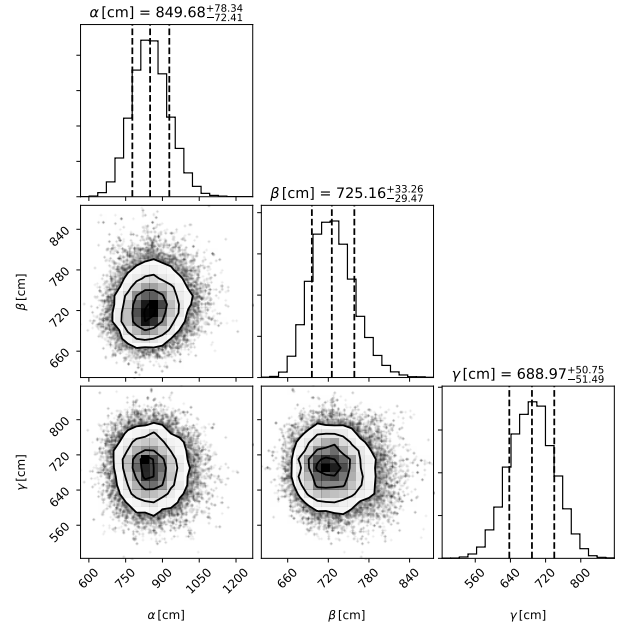 α [cm] = 849.68+78.34−72.41
β [cm] = 725.16+33.26−29.47
840
780
720
660
β [cm]
γ [cm] = 688.97+50.75−51.49
800
720
640
560
γ [cm]
600 750 900 1050 1200
660 720 780 840
560 640 720 800
α [cm] β [cm] γ [cm]